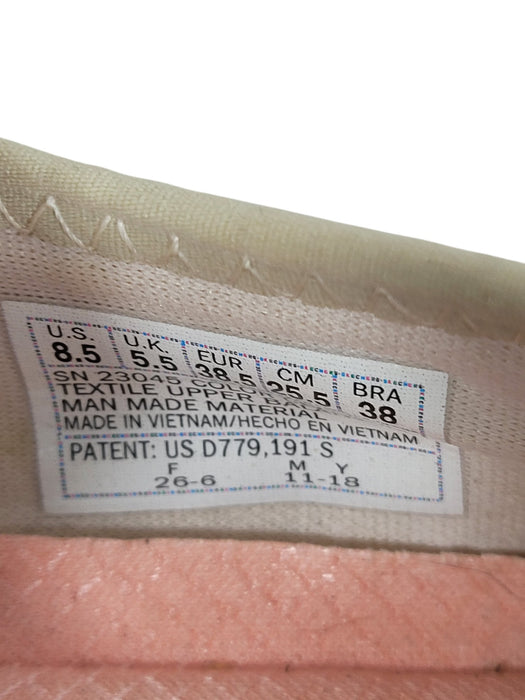 U.S. U.K. EUR CM BRA
8.5 5.5 38.5 25.5 38
SN 23045
TEXTILE UPPER
MAN MADE MATERIAL
MADE IN VIETNAM/HECHO EN VIETNAM
PATENT: US D779,191 S
F M Y
26-6 11-18